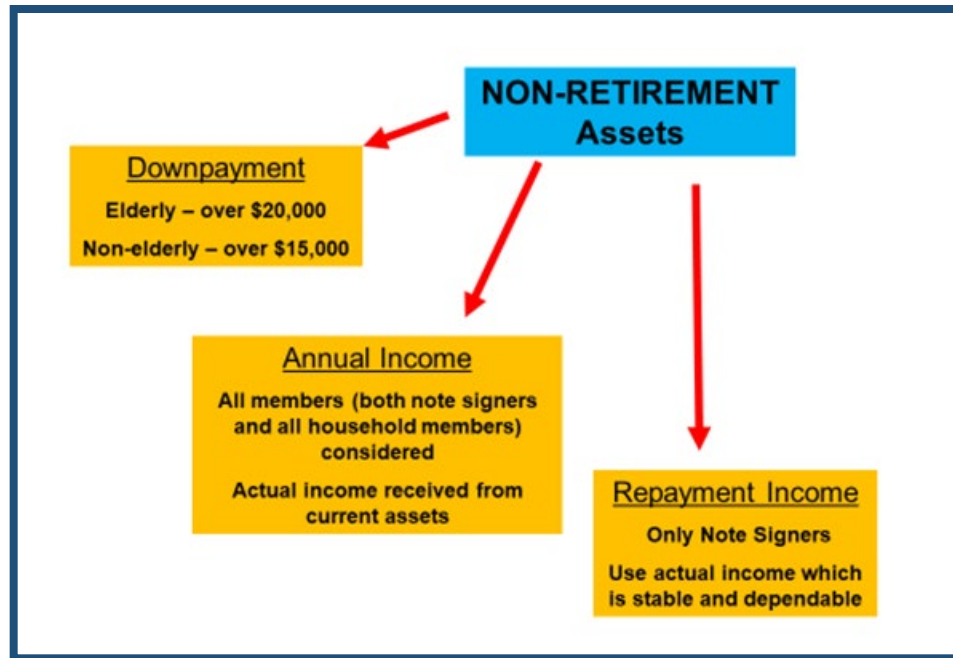 NON-RETIREMENT
Assets
Downpayment
Elderly – over $20,000
Non-elderly – over $15,000
Annual Income
All members (both note signers
and all household members)
considered
Actual income received from
current assets
Repayment Income
Only Note Signers
Use actual income which
is stable and dependable